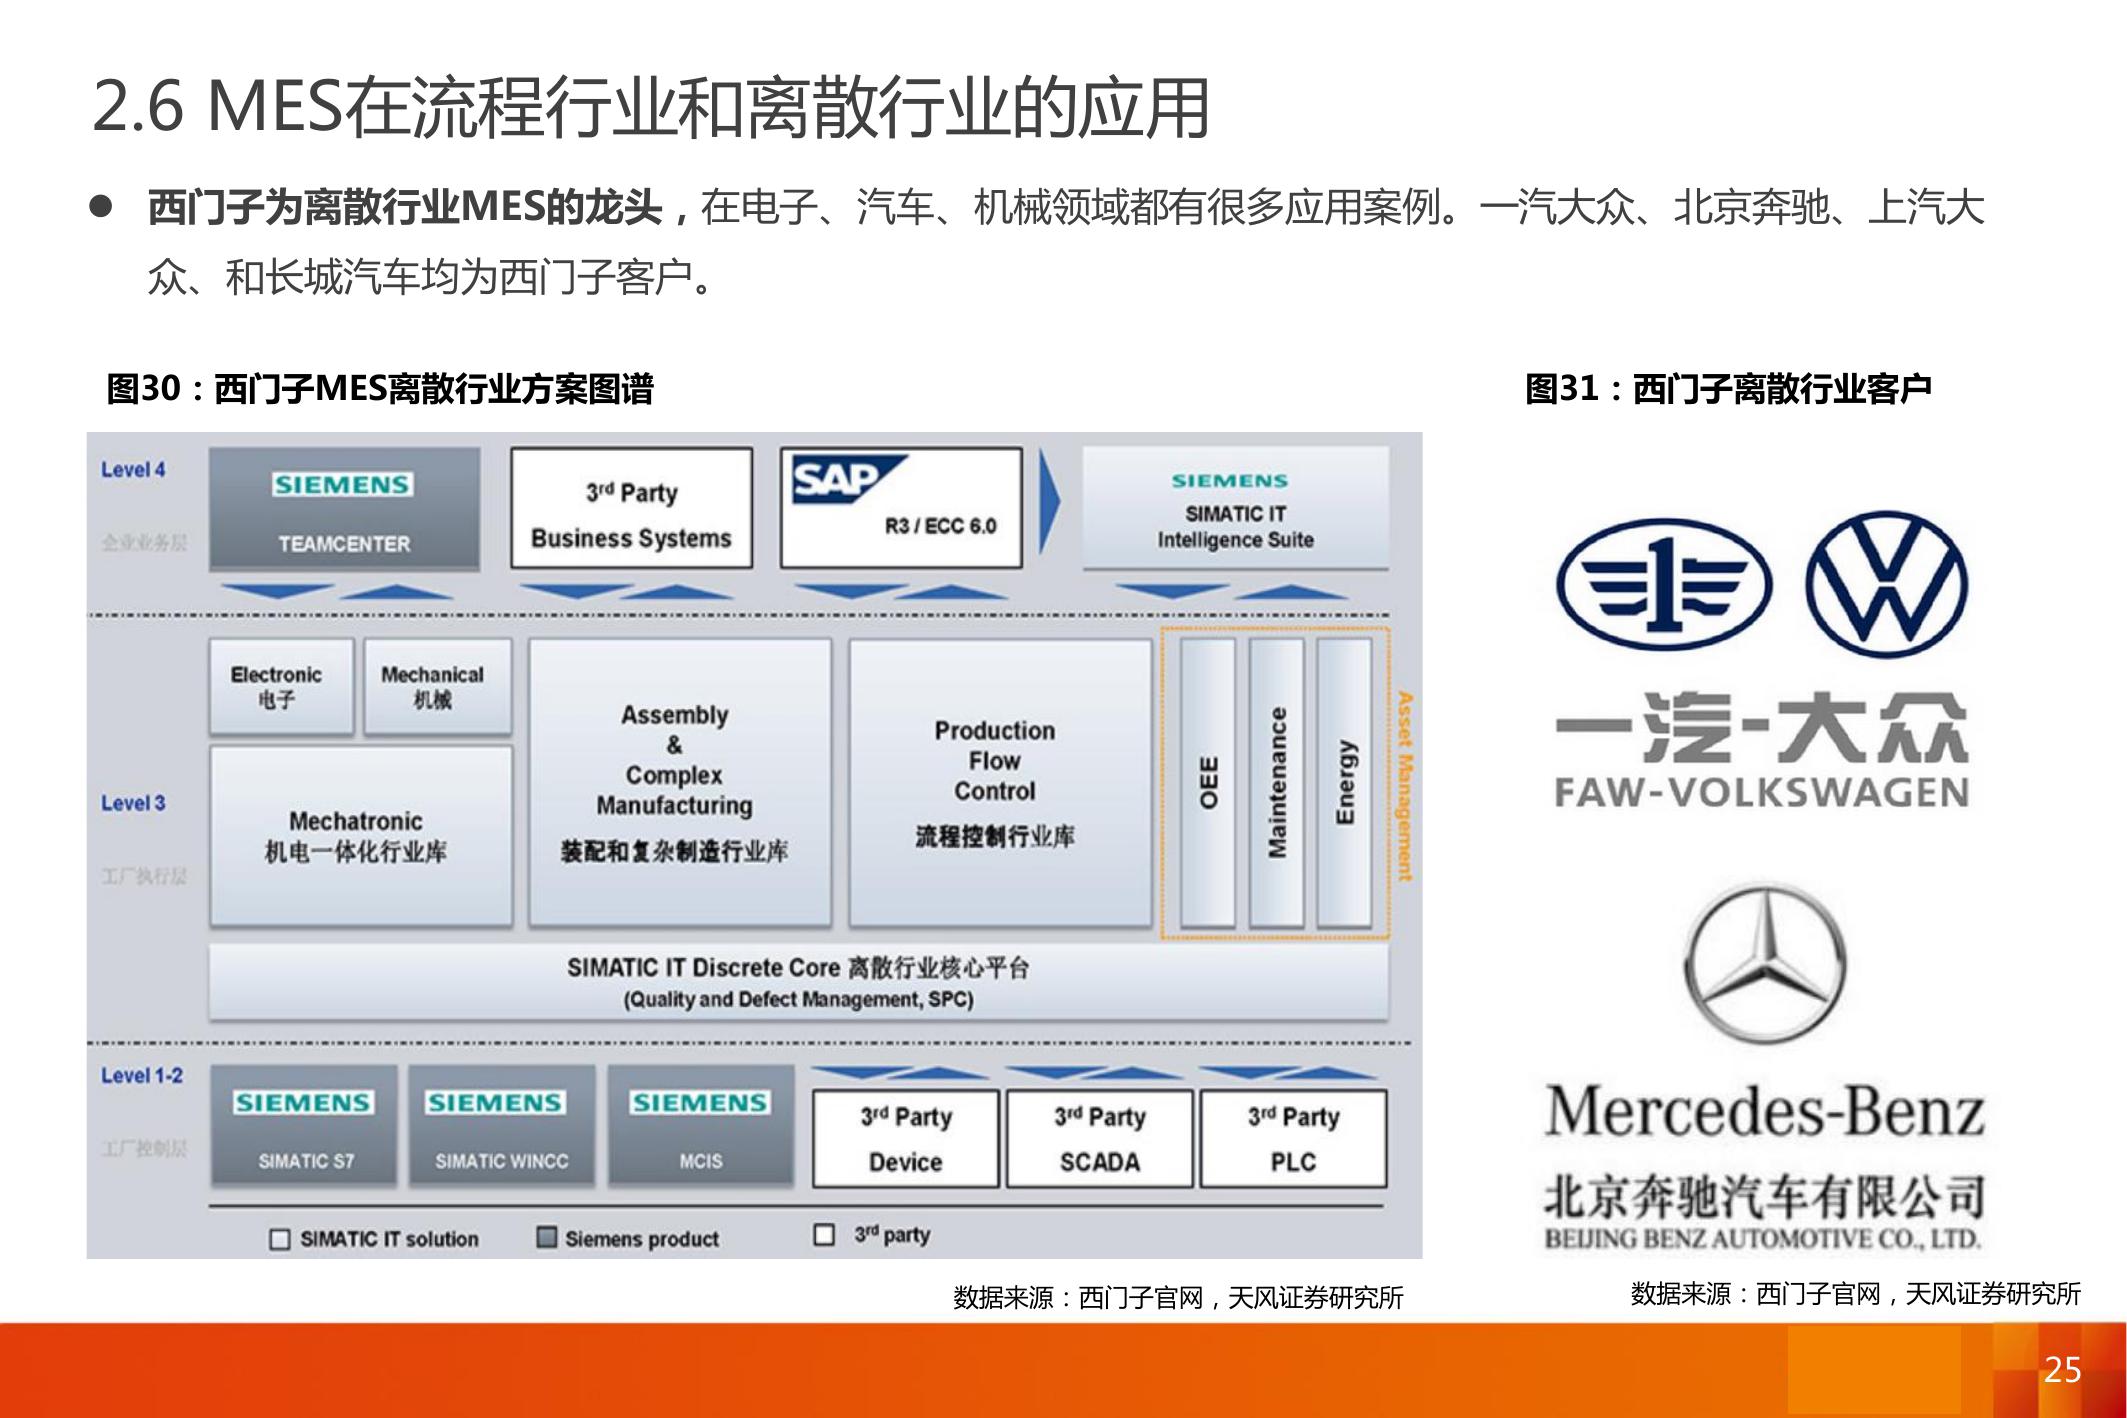 2.6 MES在流程行业和离散行业的应用
● 西门子为离散行业MES的龙头，在电子、汽车、机械领域都有很多应用案例。一汽大众、北京奔驰、上汽大
众、和长城汽车均为西门子客户。
图30：西门子MES离散行业方案图谱
图31：西门子离散行业客户
Level 4
企业业务层
SIEMENS
TEAMCENTER
3rd Party
Business Systems
SAP
R3 / ECC 6.0
SIEMENS
SIMATIC IT
Intelligence Suite
Level 3
工厂执行层
Electronic
电子
Mechanical
机械
Mechatronic
机电一体化行业库
Assembly
&
Complex
Manufacturing
装配和复杂制造行业库
Production
Flow
Control
流程控制行业库
OEE
Maintenance
Energy
Asset Management
SIMATIC IT Discrete Core 离散行业核心平台
(Quality and Defect Management, SPC)
Level 1-2
工厂控制层
SIEMENS
SIMATIC S7
SIEMENS
SIMATIC WINCC
SIEMENS
MCIS
3rd Party
Device
3rd Party
SCADA
3rd Party
PLC
SIMATIC IT solution
Siemens product
3rd party
一汽-大众
FAW-VOLKSWAGEN
Mercedes-Benz
北京奔驰汽车有限公司
BEIJING BENZ AUTOMOTIVE CO., LTD.
数据来源：西门子官网，天风证券研究所
数据来源：西门子官网，天风证券研究所
25